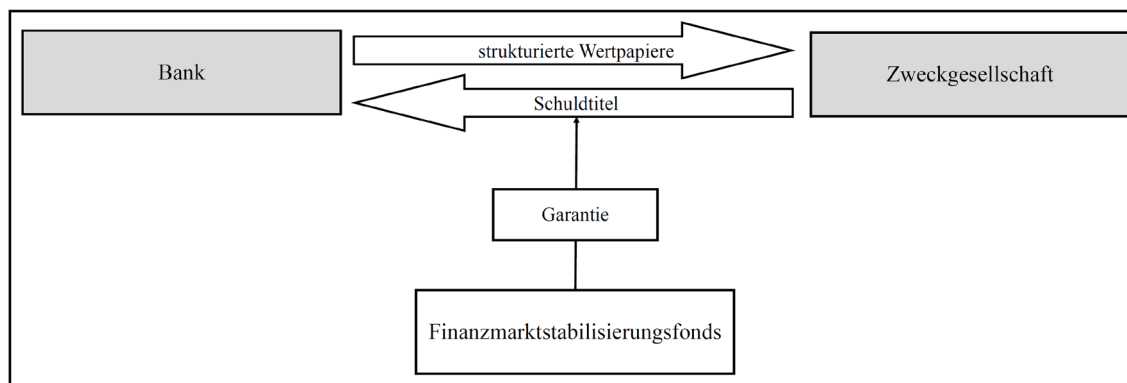 Bank
strukturierte Wertpapiere
Zweckgesellschaft
Schuldtitel
Garantie
Finanzmarktstabilisierungsfonds